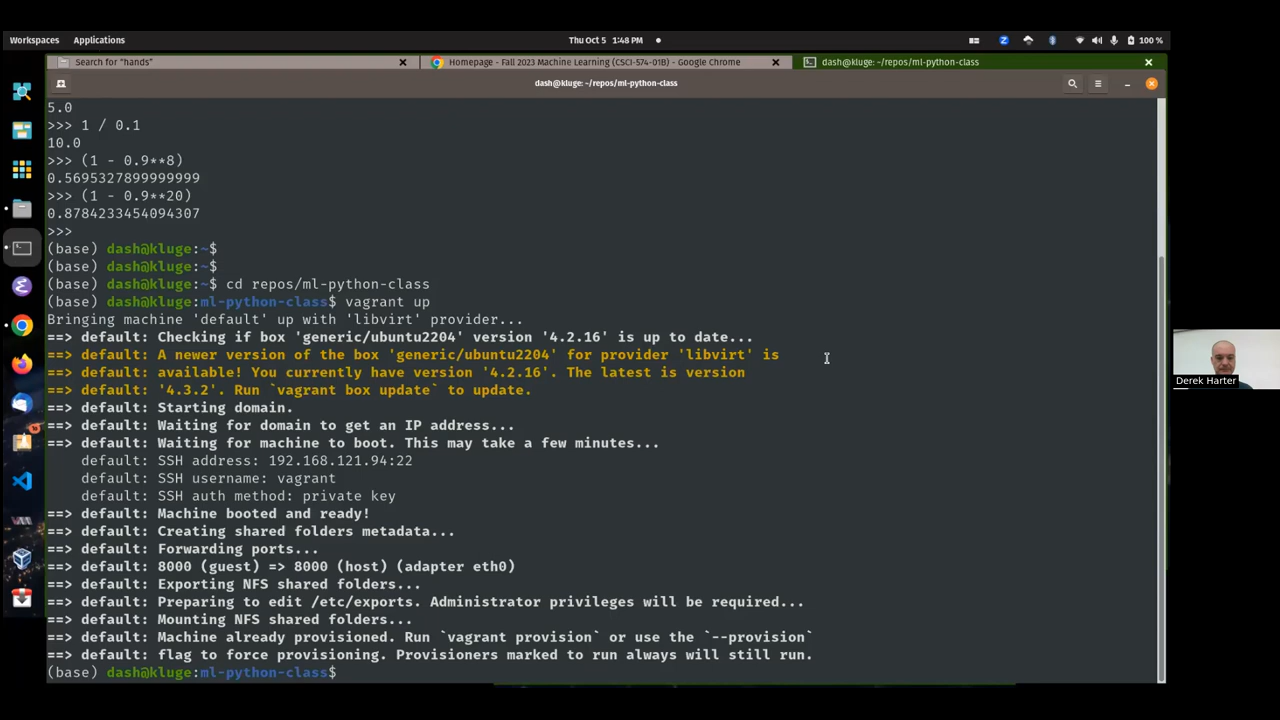 Workspaces Applications Thu Oct 5 1:48 PM 100 %
Search for "hands" Homepage - Fall 2023 Machine Learning (CSCI-574-01B) - Google Chrome dash@kluge: ~/repos/ml-python-class
dash@kluge: ~/repos/ml-python-class
5.0
>>> 1 / 0.1
10.0
>>> (1 - 0.9**8)
0.5695327899999999
>>> (1 - 0.9**20)
0.8784233454094307
>>>
(base) dash@kluge:~$
(base) dash@kluge:~$
(base) dash@kluge:~$ cd repos/ml-python-class
(base) dash@kluge:ml-python-class$ vagrant up
Bringing machine 'default' up with 'libvirt' provider...
==> default: Checking if box 'generic/ubuntu2204' version '4.2.16' is up to date...
==> default: A newer version of the box 'generic/ubuntu2204' for provider 'libvirt' is
==> default: available! You currently have version '4.2.16'. The latest is version
==> default: '4.3.2'. Run `vagrant box update` to update.
==> default: Starting domain.
==> default: Waiting for domain to get an IP address...
==> default: Waiting for machine to boot. This may take a few minutes...
default: SSH address: 192.168.121.94:22
default: SSH username: vagrant
default: SSH auth method: private key
==> default: Machine booted and ready!
==> default: Creating shared folders metadata...
==> default: Forwarding ports...
==> default: 8000 (guest) => 8000 (host) (adapter eth0)
==> default: Exporting NFS shared folders...
==> default: Preparing to edit /etc/exports. Administrator privileges will be required...
==> default: Mounting NFS shared folders...
==> default: Machine already provisioned. Run `vagrant provision` or use the `--provision`
==> default: flag to force provisioning. Provisioners marked to run always will still run.
(base) dash@kluge:ml-python-class$
Derek Harter